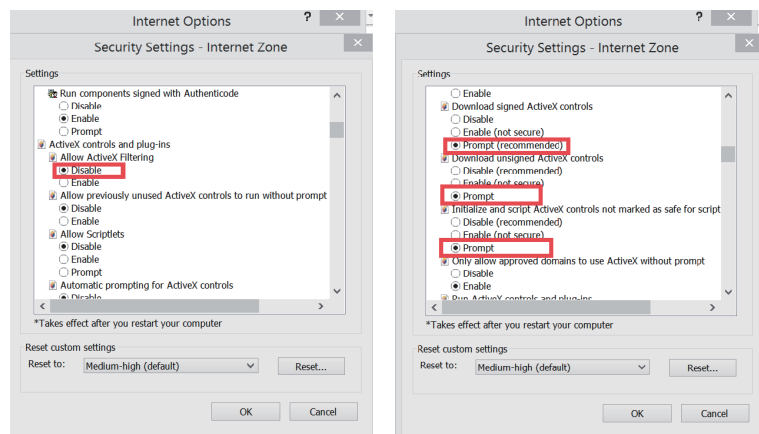 Internet Options
?
×
Security Settings - Internet Zone
×
Settings
Run components signed with Authenticode
Disable
Enable
Prompt
ActiveX controls and plug-ins
Allow ActiveX Filtering
Disable
Enable
Allow previously unused ActiveX controls to run without prompt
Disable
Enable
Allow Scriptlets
Disable
Enable
Prompt
Automatic prompting for ActiveX controls
Disable
*Takes effect after you restart your computer
Reset custom settings
Reset to:
Medium-high (default)
Reset...
OK
Cancel
Internet Options
?
×
Security Settings - Internet Zone
×
Settings
Enable
Download signed ActiveX controls
Disable
Enable (not secure)
Prompt (recommended)
Download unsigned ActiveX controls
Disable (recommended)
Enable (not secure)
Prompt
Initialize and script ActiveX controls not marked as safe for script
Disable (recommended)
Enable (not secure)
Prompt
Only allow approved domains to use ActiveX without prompt
Disable
Enable
Run ActiveX controls and plug-ins
*Takes effect after you restart your computer
Reset custom settings
Reset to:
Medium-high (default)
Reset...
OK
Cancel